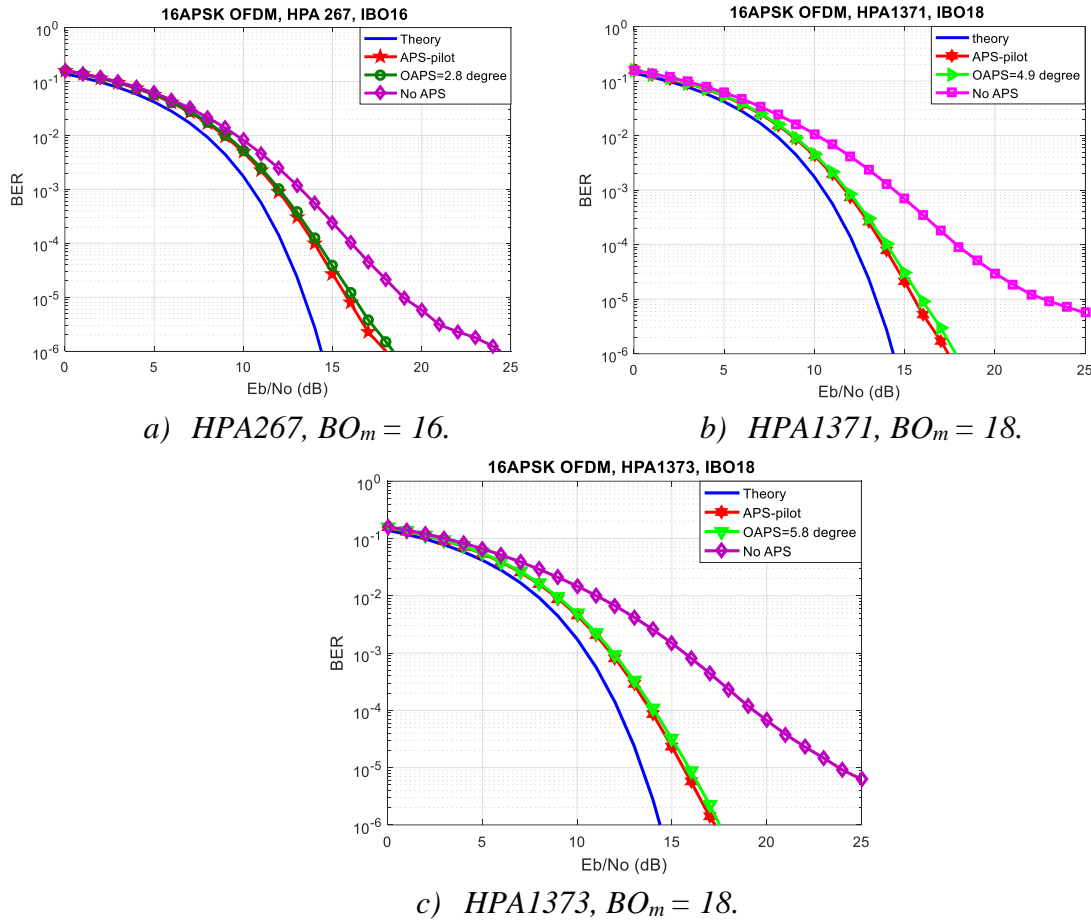 16APSK OFDM, HPA 267, IBO16
Theory
APS-pilot
OAPS=2.8 degree
No APS
10^0
10^-1
10^-2
10^-3
10^-4
10^-5
10^-6
BER
0 5 10 15 20 25
Eb/No (dB)
a) HPA267, BO_m = 16.
16APSK OFDM, HPA1371, IBO18
theory
APS-pilot
OAPS=4.9 degree
No APS
10^0
10^-1
10^-2
10^-3
10^-4
10^-5
10^-6
BER
0 5 10 15 20 25
Eb/No (dB)
b) HPA1371, BO_m = 18.
16APSK OFDM, HPA1373, IBO18
Theory
APS-pilot
OAPS=5.8 degree
No APS
10^0
10^-1
10^-2
10^-3
10^-4
10^-5
10^-6
BER
0 5 10 15 20 25
Eb/No (dB)
c) HPA1373, BO_m = 18.